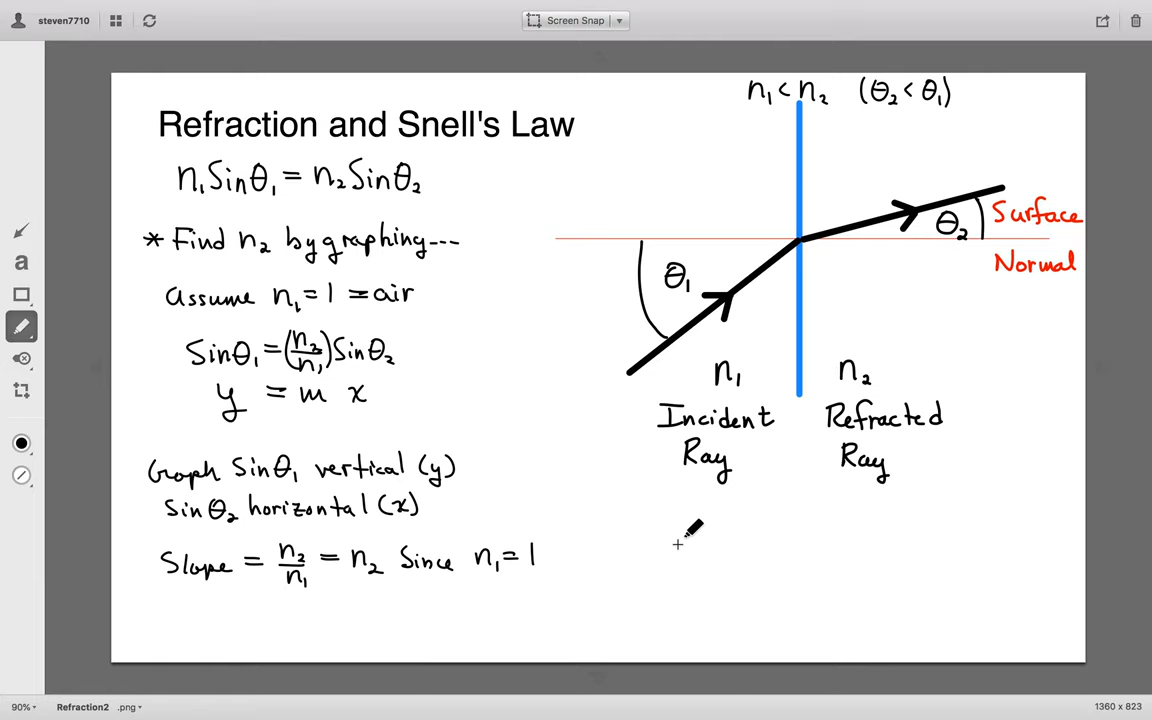 steven7710
Screen Snap
Refraction and Snell's Law
n₁Sinθ₁ = n₂Sinθ₂
* Find n₂ by graphing---
Assume n₁ = 1 = air
Sinθ₁ = (n₂/n₁) Sinθ₂
y = m x
Graph Sinθ₁ vertical (y)
Sinθ₂ horizontal (x)
Slope = n₂/n₁ = n₂ Since n₁ = 1
n₁ < n₂ (θ₂ < θ₁)
θ₂
Surface
Normal
θ₁
n₁
n₂
Incident
Ray
Refracted
Ray
a
90%
Refraction2 .png
1360 x 823